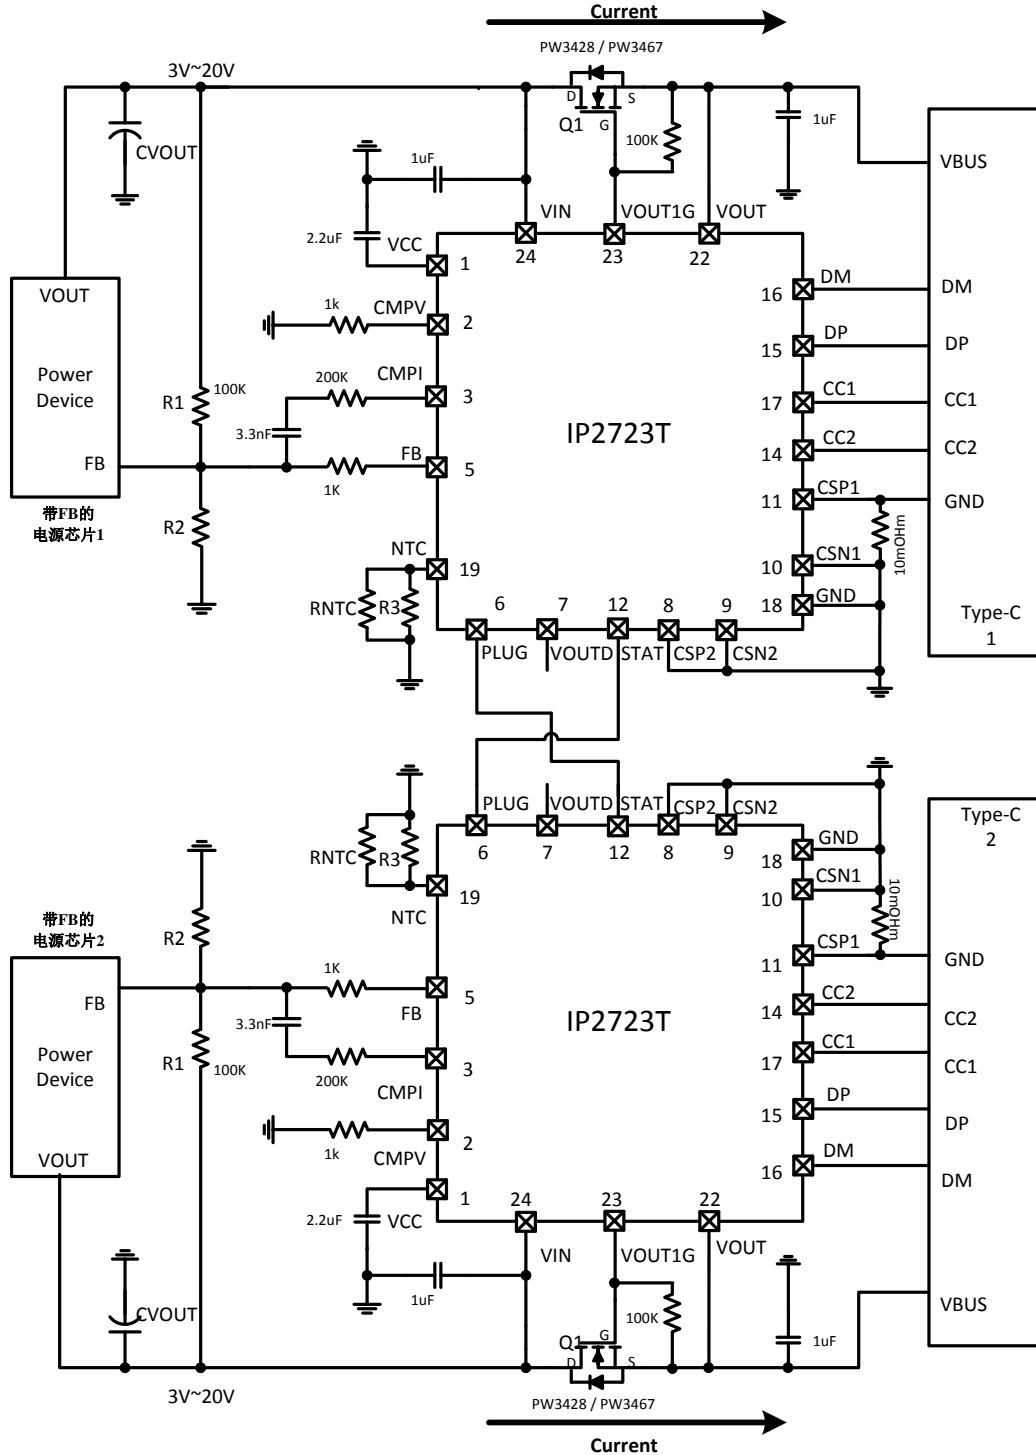 Current
PW3428 / PW3467
3V~20V
D
S
Q1
G
100K
1uF
CVOUT
1uF
VBUS
VIN
VOUT1G
VOUT
24
23
22
2.2uF
VCC
1
VOUT
1k
CMPV
2
16
DM
DM
15
DP
DP
Power
Device
R1
100K
200K
CMPI
3
17
CC1
CC1
3.3nF
IP2723T
14
CC2
CC2
FB
FB
5
1K
11
CSP1
GND
带FB的
电源芯片1
R2
10mOHm
NTC
19
10
CSN1
RNTC
R3
18
GND
6
7
12
8
9
Type-C
1
PLUG
VOUTD
STAT
CSP2
CSN2
PLUG
VOUTD
STAT
CSP2
CSN2
Type-C
2
6
7
12
8
9
GND
18
RNTC
R3
19
CSN1
10
10mOHm
NTC
带FB的
电源芯片2
R2
CSP1
11
GND
1K
5
FB
FB
CC2
14
CC2
3.3nF
IP2723T
Power
Device
R1
100K
200K
3
CMPI
CC1
17
CC1
DP
15
DP
2
1k
CMPV
VOUT
DM
16
DM
1
24
23
22
2.2uF
VCC
VIN
VOUT1G
VOUT
1uF
VBUS
CVOUT
100K
Q1
G
1uF
D
S
3V~20V
PW3428 / PW3467
Current